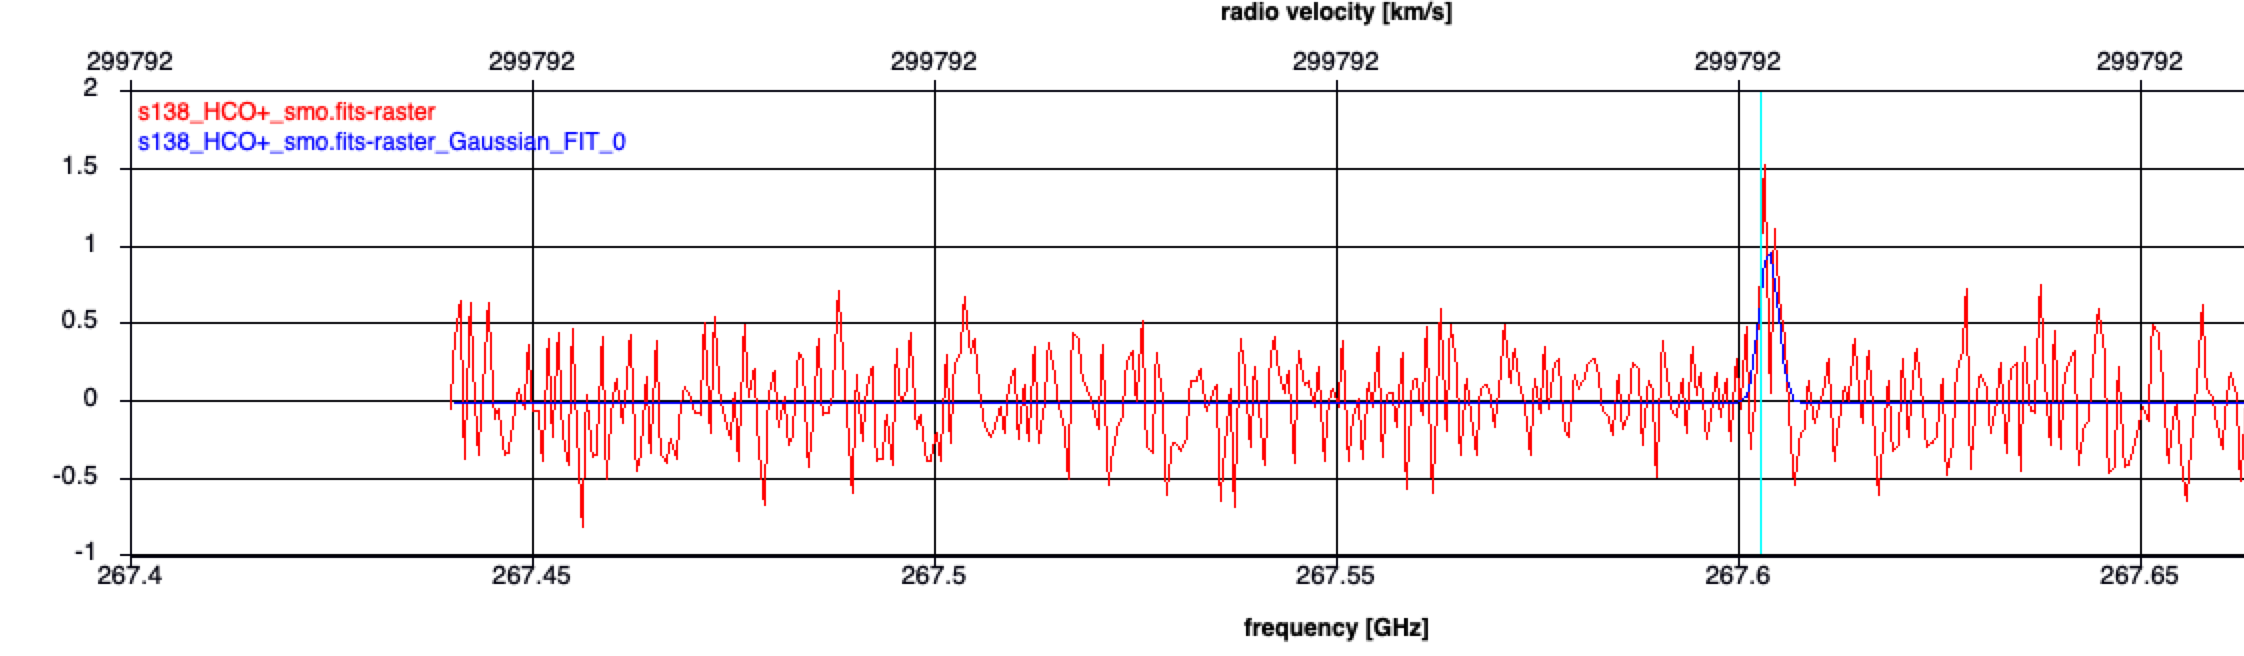 radio velocity [km/s]
299792 299792 299792 299792 299792 299792
2
s138_HCO+_smo.fits-raster
s138_HCO+_smo.fits-raster_Gaussian_FIT_0
1.5
1
0.5
0
-0.5
-1
267.4 267.45 267.5 267.55 267.6 267.65
frequency [GHz]